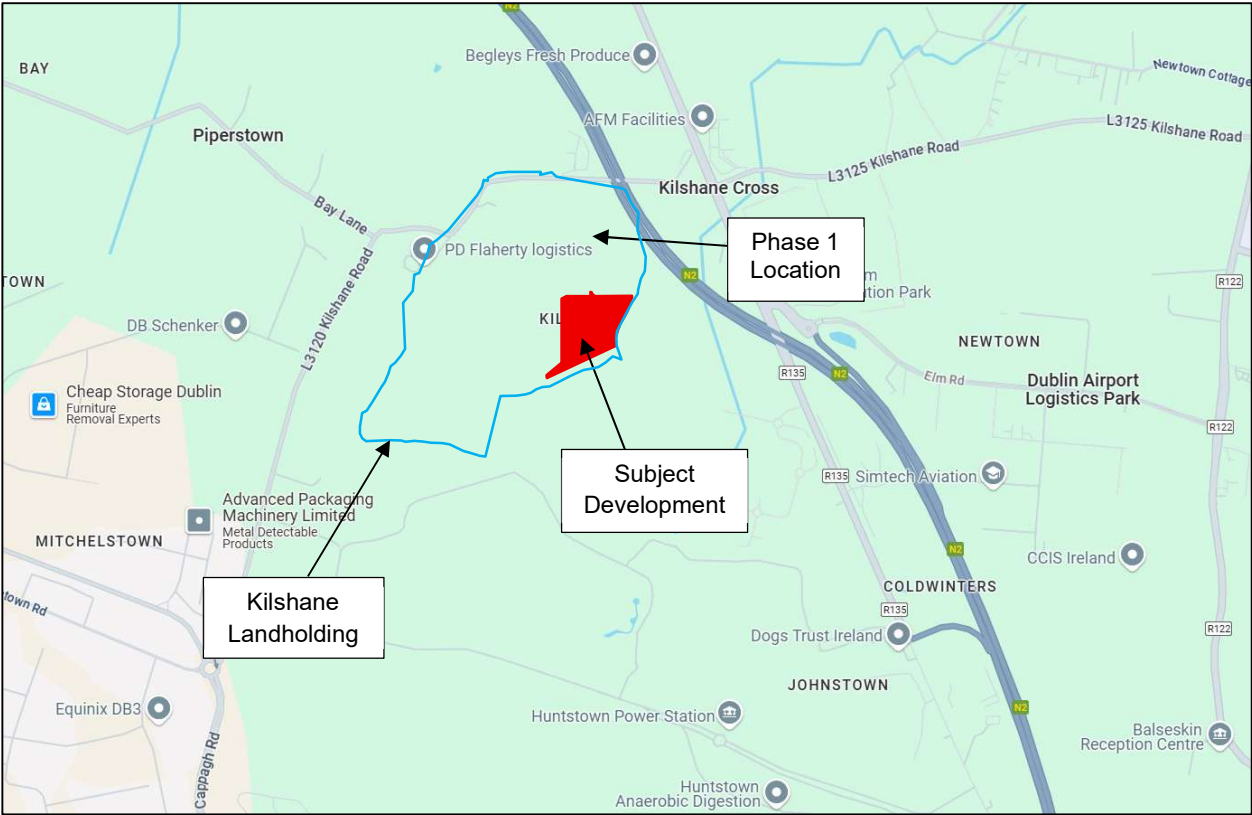 N2
Begleys Fresh Produce
BAY
Newtown Cottage
AFM Facilities
L3125 Kilshane Road
Piperstown
L3125 Kilshane Road
Kilshane Cross
Bay Lane
PD Flaherty logistics
Phase 1
Location
N2
ation Park
R122
TOWN
L3120 Kilshane Road
DB Schenker
KIL
NEWTOWN
R135
N2
Elm Rd
Dublin Airport
Logistics Park
Cheap Storage Dublin
Furniture
Removal Experts
R122
Subject
Development
R135
Simtech Aviation
Advanced Packaging
Machinery Limited
Metal Detectable
Products
MITCHELSTOWN
N2
CCIS Ireland
COLDWINTERS
Kilshane
Landholding
town Rd
R135
R122
Dogs Trust Ireland
JOHNSTOWN
Equinix DB3
Huntstown Power Station
N2
Balseskin
Reception Centre
Cappagh Rd
Huntstown
Anaerobic Digestion